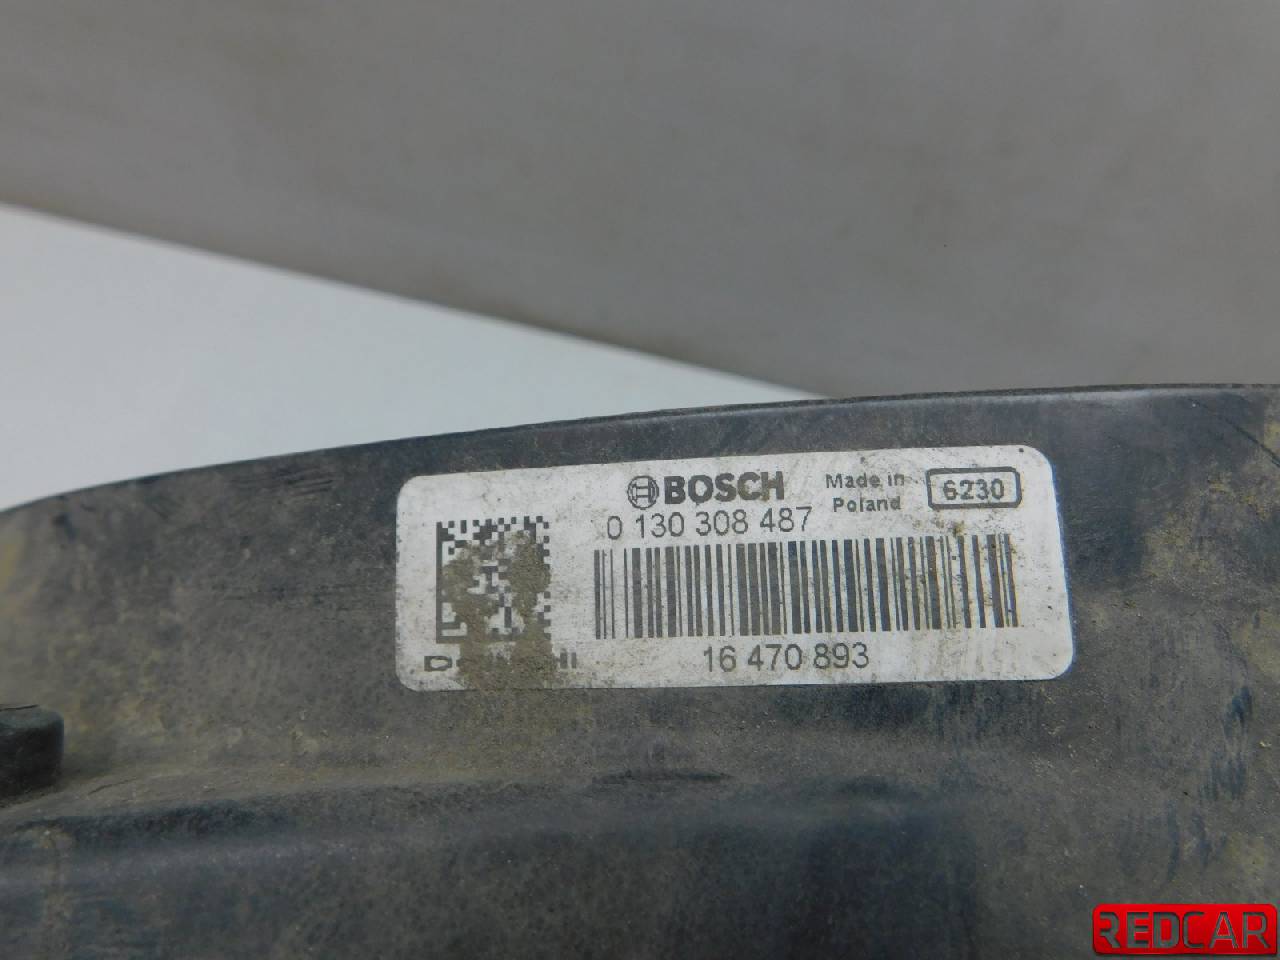 BOSCH
Made in
Poland
6230
0 130 308 487
16 470 893
REDCAR